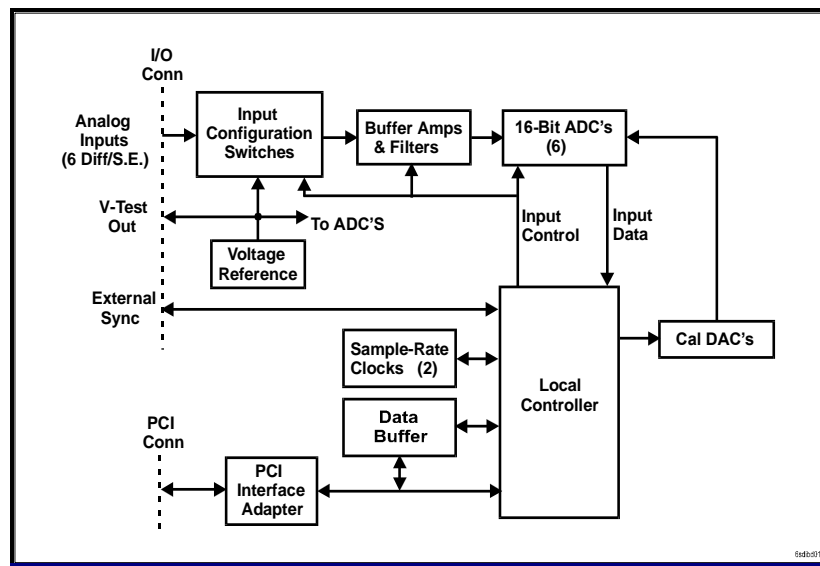 I/O
Conn
Analog
Inputs
(6 Diff/S.E.)
Input
Configuration
Switches
Buffer Amps
& Filters
16-Bit ADC's
(6)
V-Test
Out
To ADC'S
Voltage
Reference
Input
Control
Input
Data
External
Sync
Sample-Rate
Clocks (2)
Local
Controller
Cal DAC's
Data
Buffer
PCI
Conn
PCI
Interface
Adapter
6sdibd01